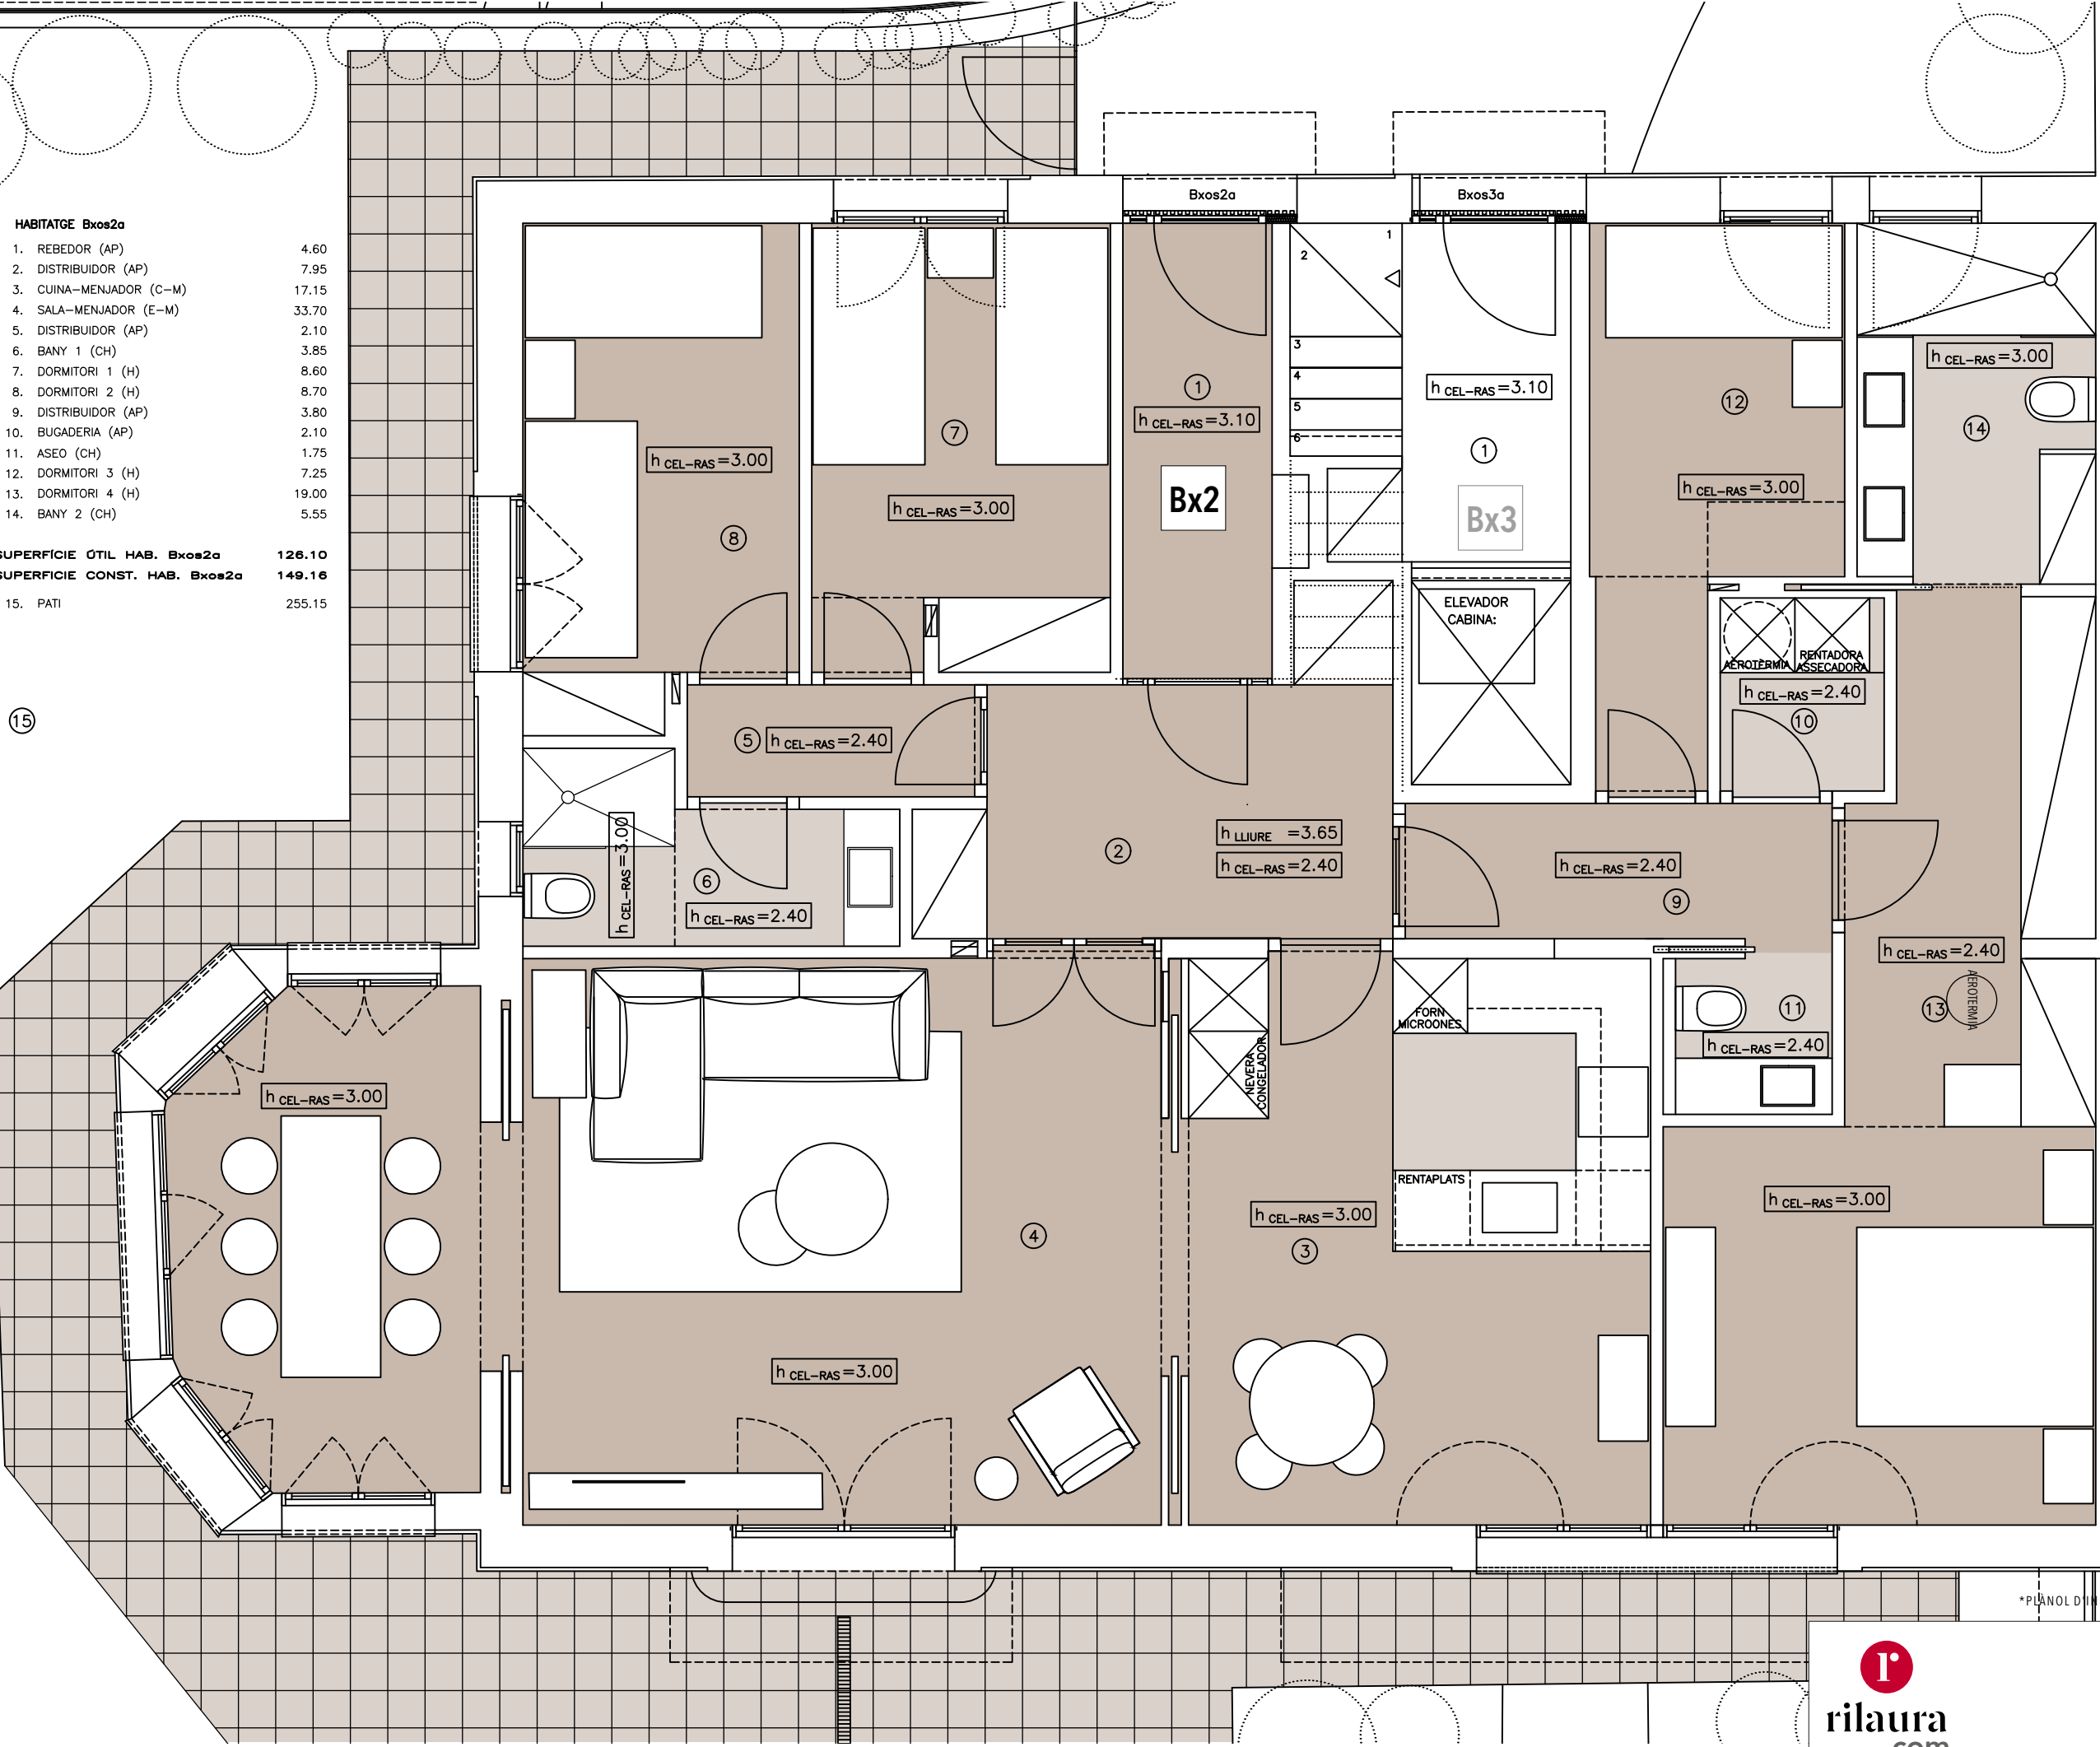 HABITATGE Bxos2a
1. REBEDOR (AP) 4.60
2. DISTRIBUIDOR (AP) 7.95
3. CUINA-MENJADOR (C-M) 17.15
4. SALA-MENJADOR (E-M) 33.70
5. DISTRIBUIDOR (AP) 2.10
6. BANY 1 (CH) 3.85
7. DORMITORI 1 (H) 8.60
8. DORMITORI 2 (H) 8.70
9. DISTRIBUIDOR (AP) 3.80
10. BUGADERIA (AP) 2.10
11. ASEO (CH) 1.75
12. DORMITORI 3 (H) 7.25
13. DORMITORI 4 (H) 19.00
14. BANY 2 (CH) 5.55
SUPERFÍCIE ÚTIL HAB. Bxos2a 126.10
SUPERFICIE CONST. HAB. Bxos2a 149.16
15. PATI 255.15
15
Bxos2a
Bxos3a
1
2
3
4
5
6
h CEL-RAS=3.00
8
7
h CEL-RAS=3.00
1
h CEL-RAS=3.10
Bx2
h CEL-RAS=3.10
1
Bx3
12
h CEL-RAS=3.00
h CEL-RAS=3.00
14
ELEVADOR
CABINA:
AEROTÈRMIA
RENTADORA
ASSECADORA
h CEL-RAS=2.40
10
5
h CEL-RAS=2.40
h CEL-RAS=3.00
6
h CEL-RAS=2.40
2
h LLIURE =3.65
h CEL-RAS=2.40
h CEL-RAS=2.40
9
h CEL-RAS=2.40
13
AEROTERMIA
11
h CEL-RAS=2.40
FORN
MICROONES
NEVERA
CONGELADOR
RENTAPLATS
h CEL-RAS=3.00
4
h CEL-RAS=3.00
h CEL-RAS=3.00
3
h CEL-RAS=3.00
*PLÀNOL D'IN
r
rilaura
.com